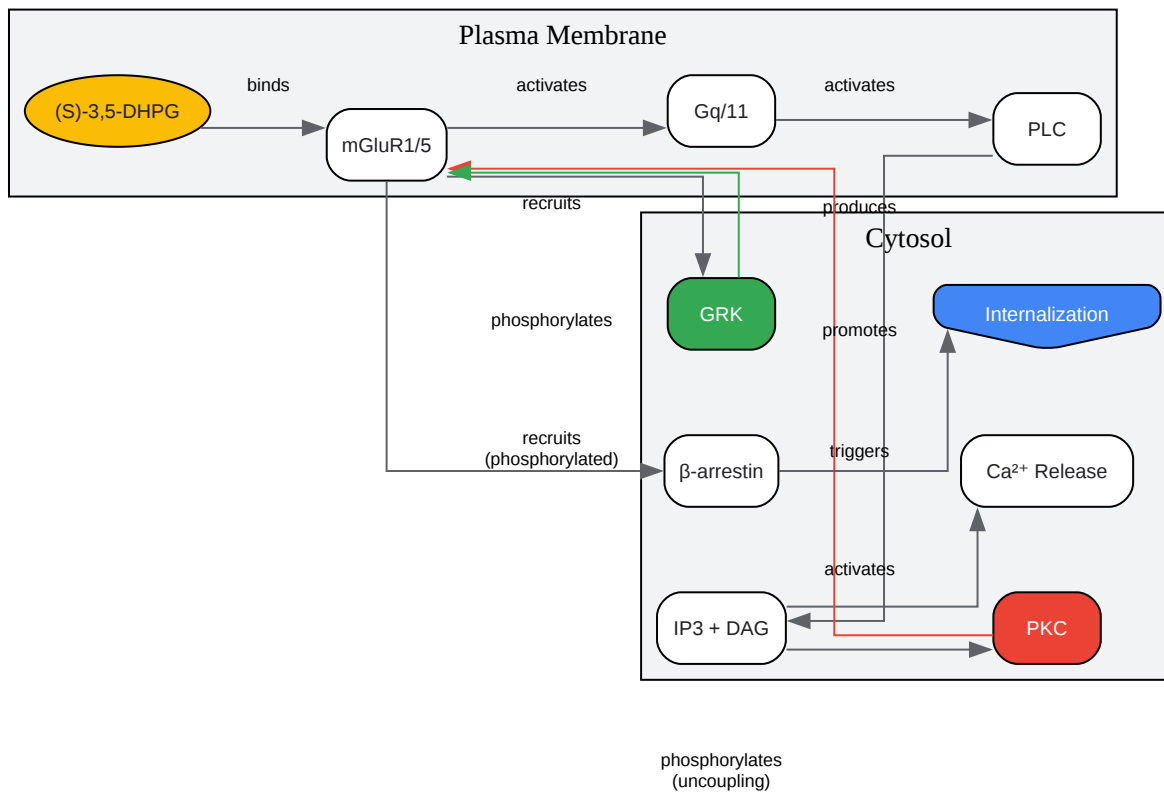 Plasma Membrane
(S)-3,5-DHPG
binds
mGluR1/5
activates
Gq/11
activates
PLC
recruits
produces
Cytosol
GRK
Internalization
phosphorylates
promotes
recruits
(phosphorylated)
β-arrestin
triggers
Ca²⁺ Release
activates
IP3 + DAG
PKC
phosphorylates
(uncoupling)